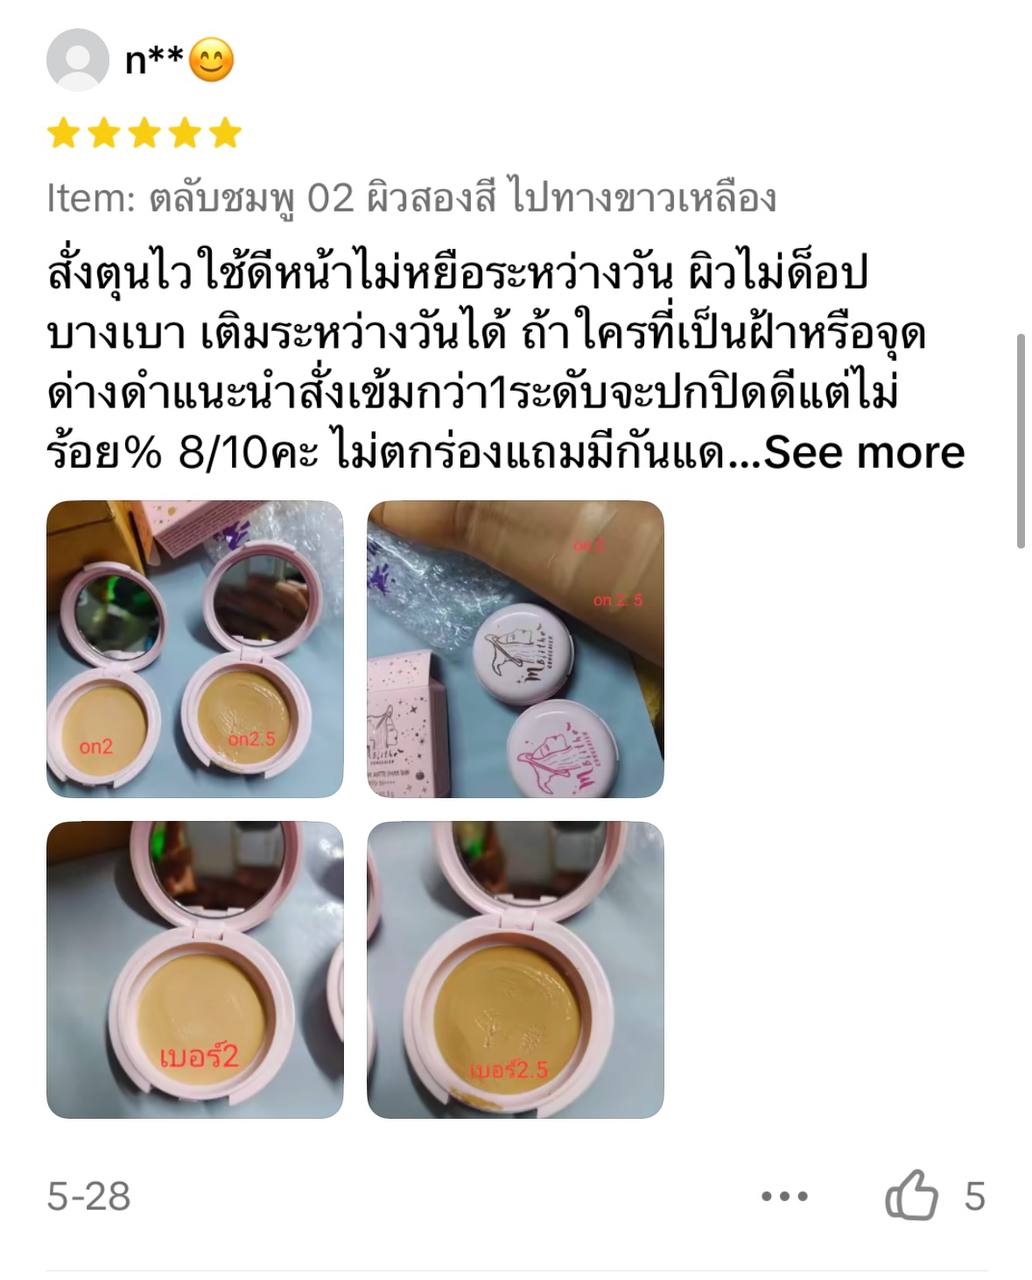 n**😊
Item: ตลับชมพู 02 ผิวสองสี ไปทางขาวเหลือง
สั่งตุนไว ใช้ดีหน้าไม่หยือระหว่างวัน ผิวไม่ด็อป
บางเบา เติมระหว่างวันได้ ถ้าใครที่เป็นฝ้าหรือจุด
ด่างดำแนะนำสั่งเข้มกว่า1ระดับจะปกปิดดีแต่ไม่
ร้อย% 8/10คะ ไม่ตกร่องแถมมีกันแด...See more
on2
on2.5
on 2
on 2. 5
mBlithe
CONCEALER
mBlithe
CONCEALER
Blithe
CONCEALER
เบอร์2
เบอร์2.5
5-28
5